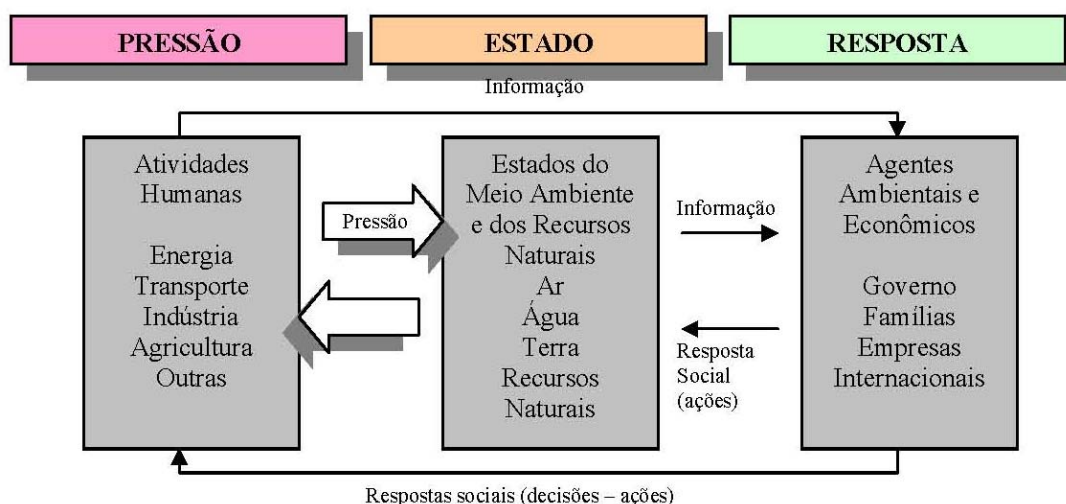 PRESSÃO
ESTADO
RESPOSTA
Informação
Atividades
Humanas
Energia
Transporte
Indústria
Agricultura
Outras
Pressão
Estados do
Meio Ambiente
e dos Recursos
Naturais
Ar
Água
Terra
Recursos
Naturais
Informação
Resposta
Social
(ações)
Agentes
Ambientais e
Econômicos
Governo
Famílias
Empresas
Internacionais
Respostas sociais (decisões – ações)